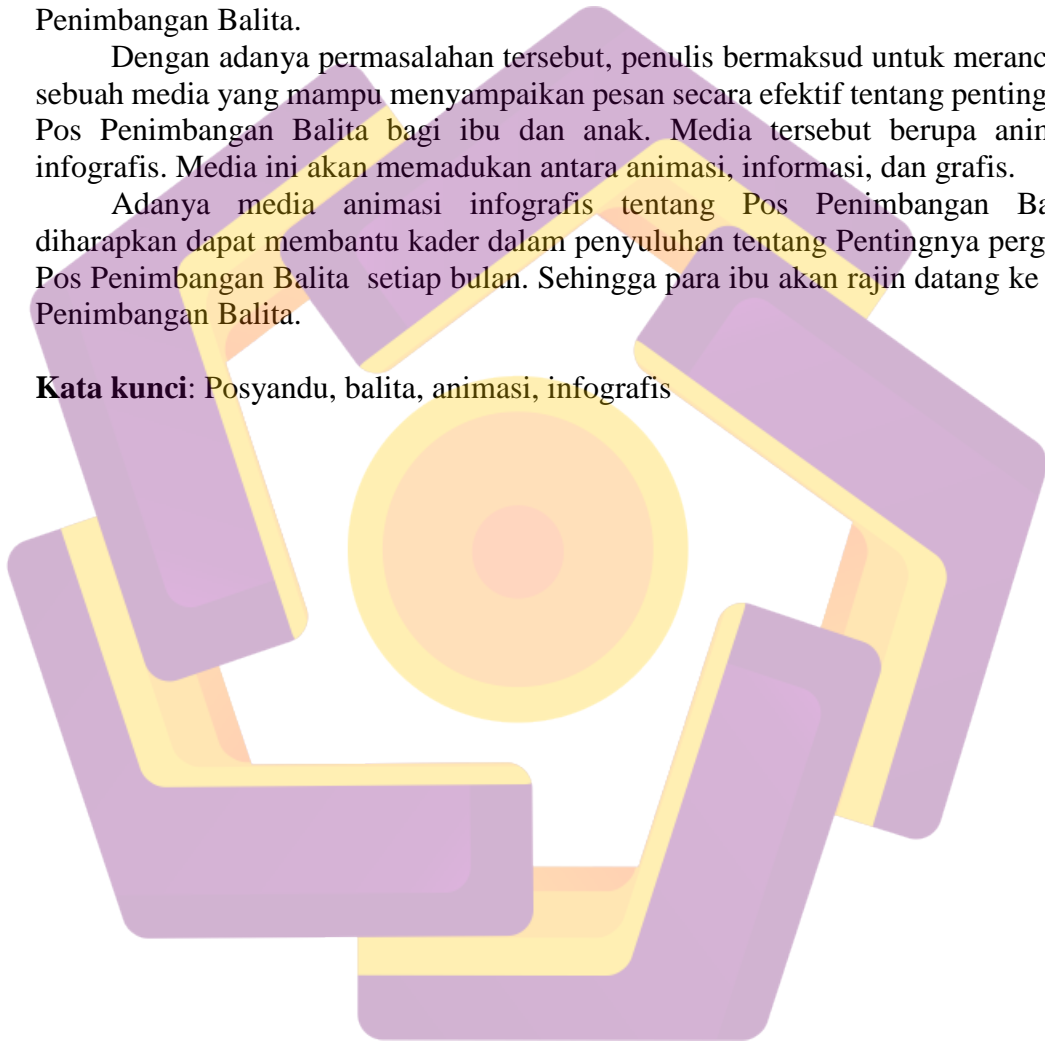 Penimbangan Balita.
Dengan adanya permasalahan tersebut, penulis bermaksud untuk meranc
sebuah media yang mampu menyampaikan pesan secara efektif tentang penting
Pos Penimbangan Balita bagi ibu dan anak. Media tersebut berupa anim
infografis. Media ini akan memadukan antara animasi, informasi, dan grafis.
Adanya media animasi infografis tentang Pos Penimbangan Ba
diharapkan dapat membantu kader dalam penyuluhan tentang Pentingnya perg
Pos Penimbangan Balita setiap bulan. Sehingga para ibu akan rajin datang ke
Penimbangan Balita.
Kata kunci: Posyandu, balita, animasi, infografis